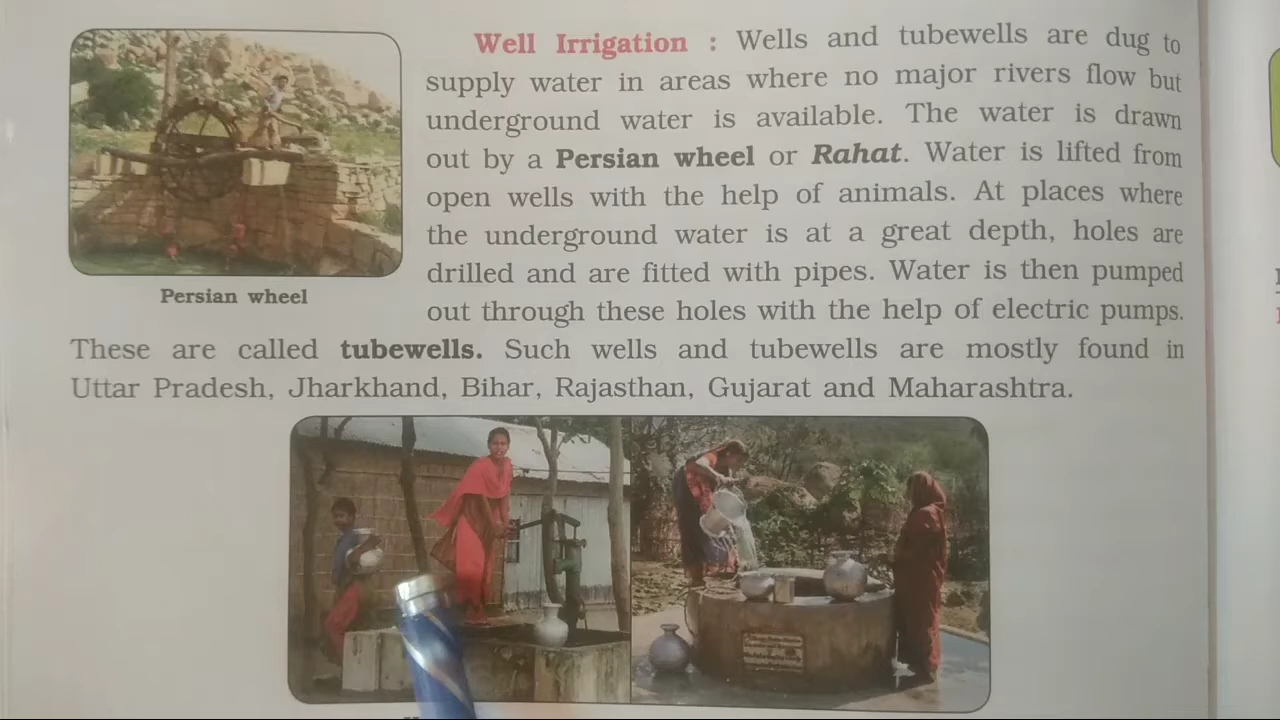 Well Irrigation : Wells and tubewells are dug to
supply water in areas where no major rivers flow but
underground water is available. The water is drawn
out by a Persian wheel or Rahat. Water is lifted from
open wells with the help of animals. At places where
the underground water is at a great depth, holes are
drilled and are fitted with pipes. Water is then pumped
out through these holes with the help of electric pumps.
Persian wheel
These are called tubewells. Such wells and tubewells are mostly found in
Uttar Pradesh, Jharkhand, Bihar, Rajasthan, Gujarat and Maharashtra.